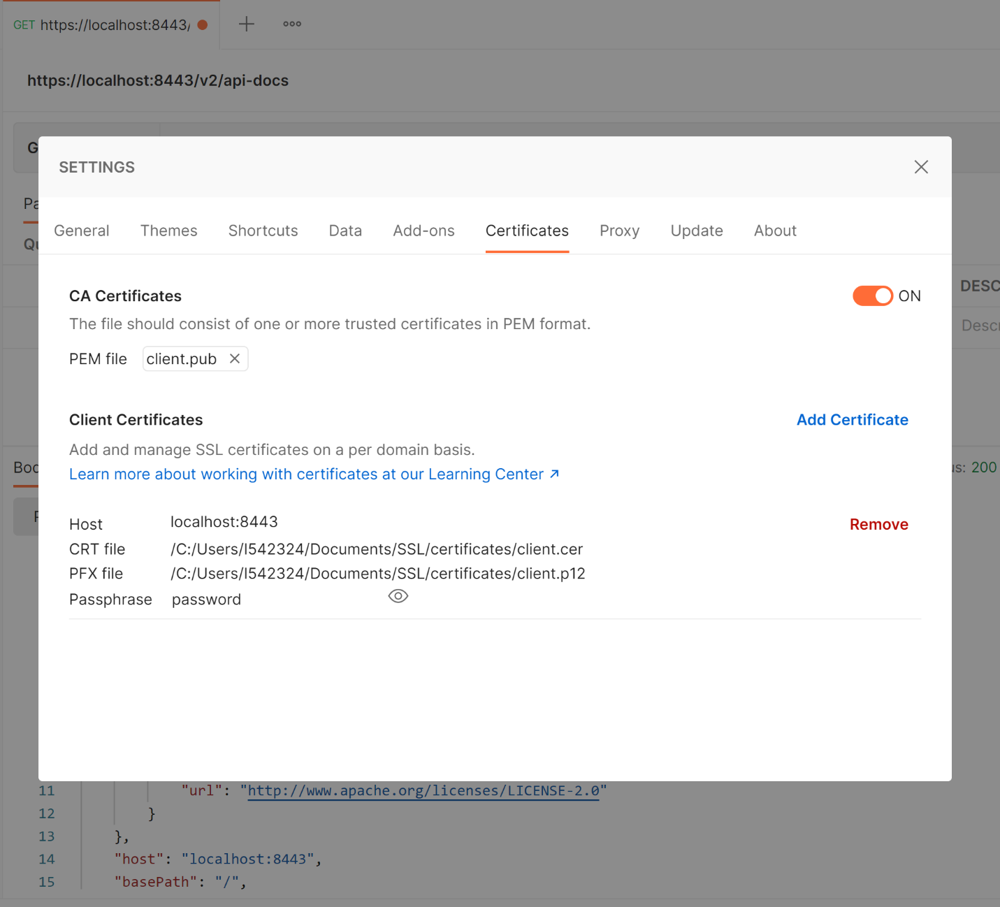 GET https://localhost:8443/
https://localhost:8443/v2/api-docs
SETTINGS
General Themes Shortcuts Data Add-ons Certificates Proxy Update About
CA Certificates ON
DESC
The file should consist of one or more trusted certificates in PEM format.
Descr
PEM file client.pub
Client Certificates Add Certificate
Add and manage SSL certificates on a per domain basis.
Learn more about working with certificates at our Learning Center ↗
us: 200
Host localhost:8443 Remove
CRT file /C:/Users/I542324/Documents/SSL/certificates/client.cer
PFX file /C:/Users/I542324/Documents/SSL/certificates/client.p12
Passphrase password
11 "url": "http://www.apache.org/licenses/LICENSE-2.0"
12 }
13 },
14 "host": "localhost:8443",
15 "basePath": "/",